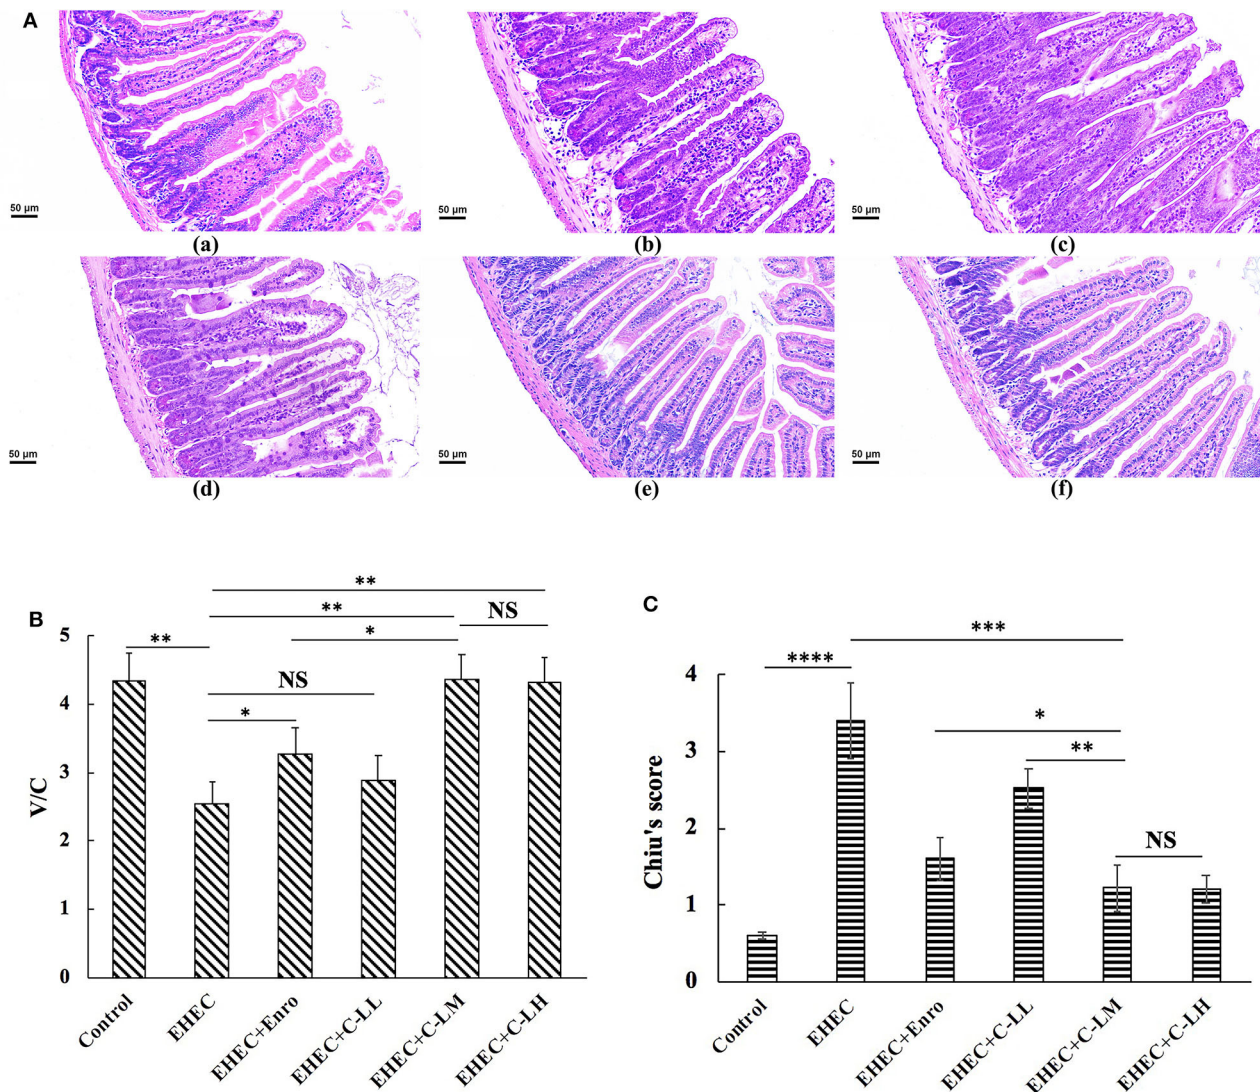 A
50 μm
50 μm
50 μm
(a)
(b)
(c)
50 μm
50 μm
50 μm
(d)
(e)
(f)
B
**
**
NS
**
*
NS
*
5
4
3
2
1
0
V/C
Control
EHEC
EHEC+Enro
EHEC+C-LL
EHEC+C-LM
EHEC+C-LH
C
***
****
*
**
NS
4
3
2
1
0
Chiu's score
Control
EHEC
EHEC+Enro
EHEC+C-LL
EHEC+C-LM
EHEC+C-LH